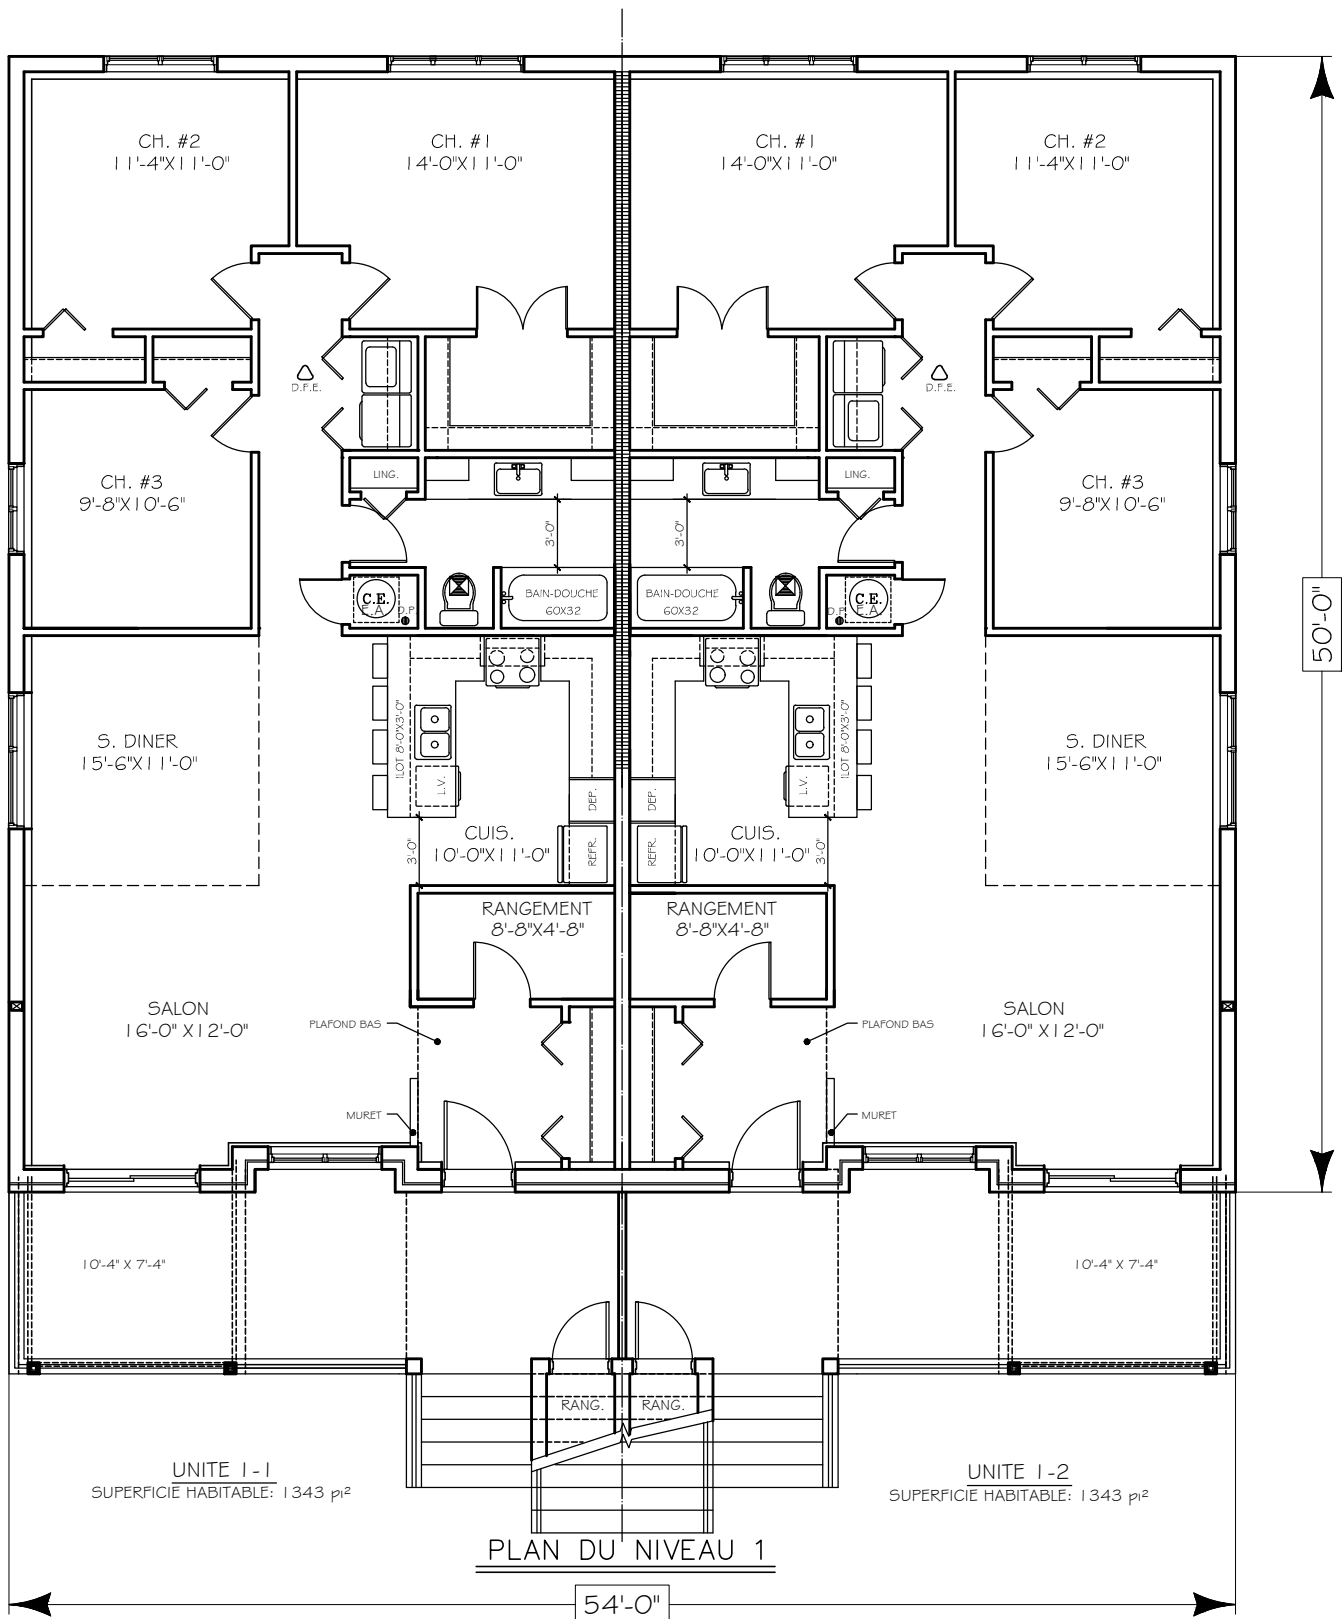 CH. #2
11'-4"X11'-0"
CH. #1
14'-0"X11'-0"
CH. #1
14'-0"X11'-0"
CH. #2
11'-4"X11'-0"
D.F.E.
D.F.E.
LING.
LING.
CH. #3
9'-8"X10'-6"
CH. #3
9'-8"X10'-6"
3'-0"
3'-0"
C.E.
E.A.
BAIN-DOUCHE
60X32
BAIN-DOUCHE
60X32
C.E.
E.A.
50'-0"
S. DINER
15'-6"X11'-0"
ILOT 8'-0"X3'-0"
L.V.
DEP.
DEP.
L.V.
ILOT 8'-0"X3'-0"
S. DINER
15'-6"X11'-0"
CUIS.
10'-0"X11'-0"
3'-0"
REFR.
REFR.
CUIS.
10'-0"X11'-0"
3'-0"
RANGEMENT
8'-8"X4'-8"
RANGEMENT
8'-8"X4'-8"
SALON
16'-0" X12'-0"
PLAFOND BAS
PLAFOND BAS
SALON
16'-0" X12'-0"
MURET
MURET
10'-4" X 7'-4"
10'-4" X 7'-4"
RANG.
RANG.
UNITE 1-1
SUPERFICIE HABITABLE: 1343 pi²
UNITE 1-2
SUPERFICIE HABITABLE: 1343 pi²
PLAN DU NIVEAU 1
54'-0"